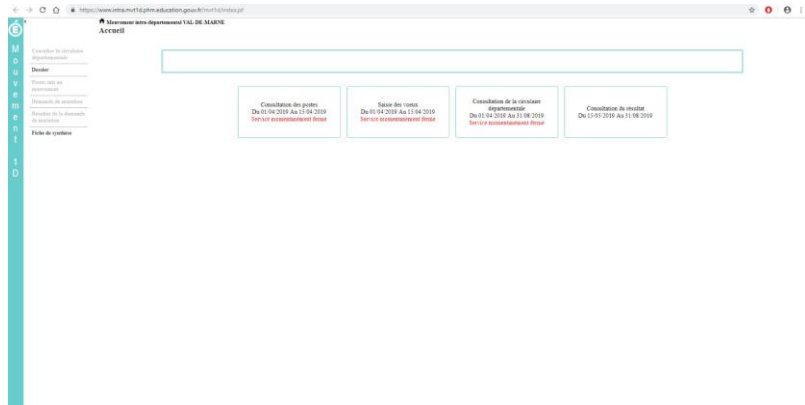 https://www.intra.mvt1d.phm.education.gouv.fr/mvt1d/index.jsf
Mouvement 1D
Mouvement intra départemental VAL-DE-MARNE
Accueil
Consulter la circulaire
départementale
Dossier
Postes mis au
mouvement
Demande de mutation
Résultat de la demande
de mutation
Fiche de synthèse
Consultation des postes
Du 01/04/2019 Au 15/04/2019
Service momentanément fermé
Saisie des voeux
Du 01/04/2019 Au 15/04/2019
Service momentanément fermé
Consultation de la circulaire
départementale
Du 01/04/2019 Au 31/08/2019
Service momentanément fermé
Consultation du résultat
Du 15/05/2019 Au 31/08/2019